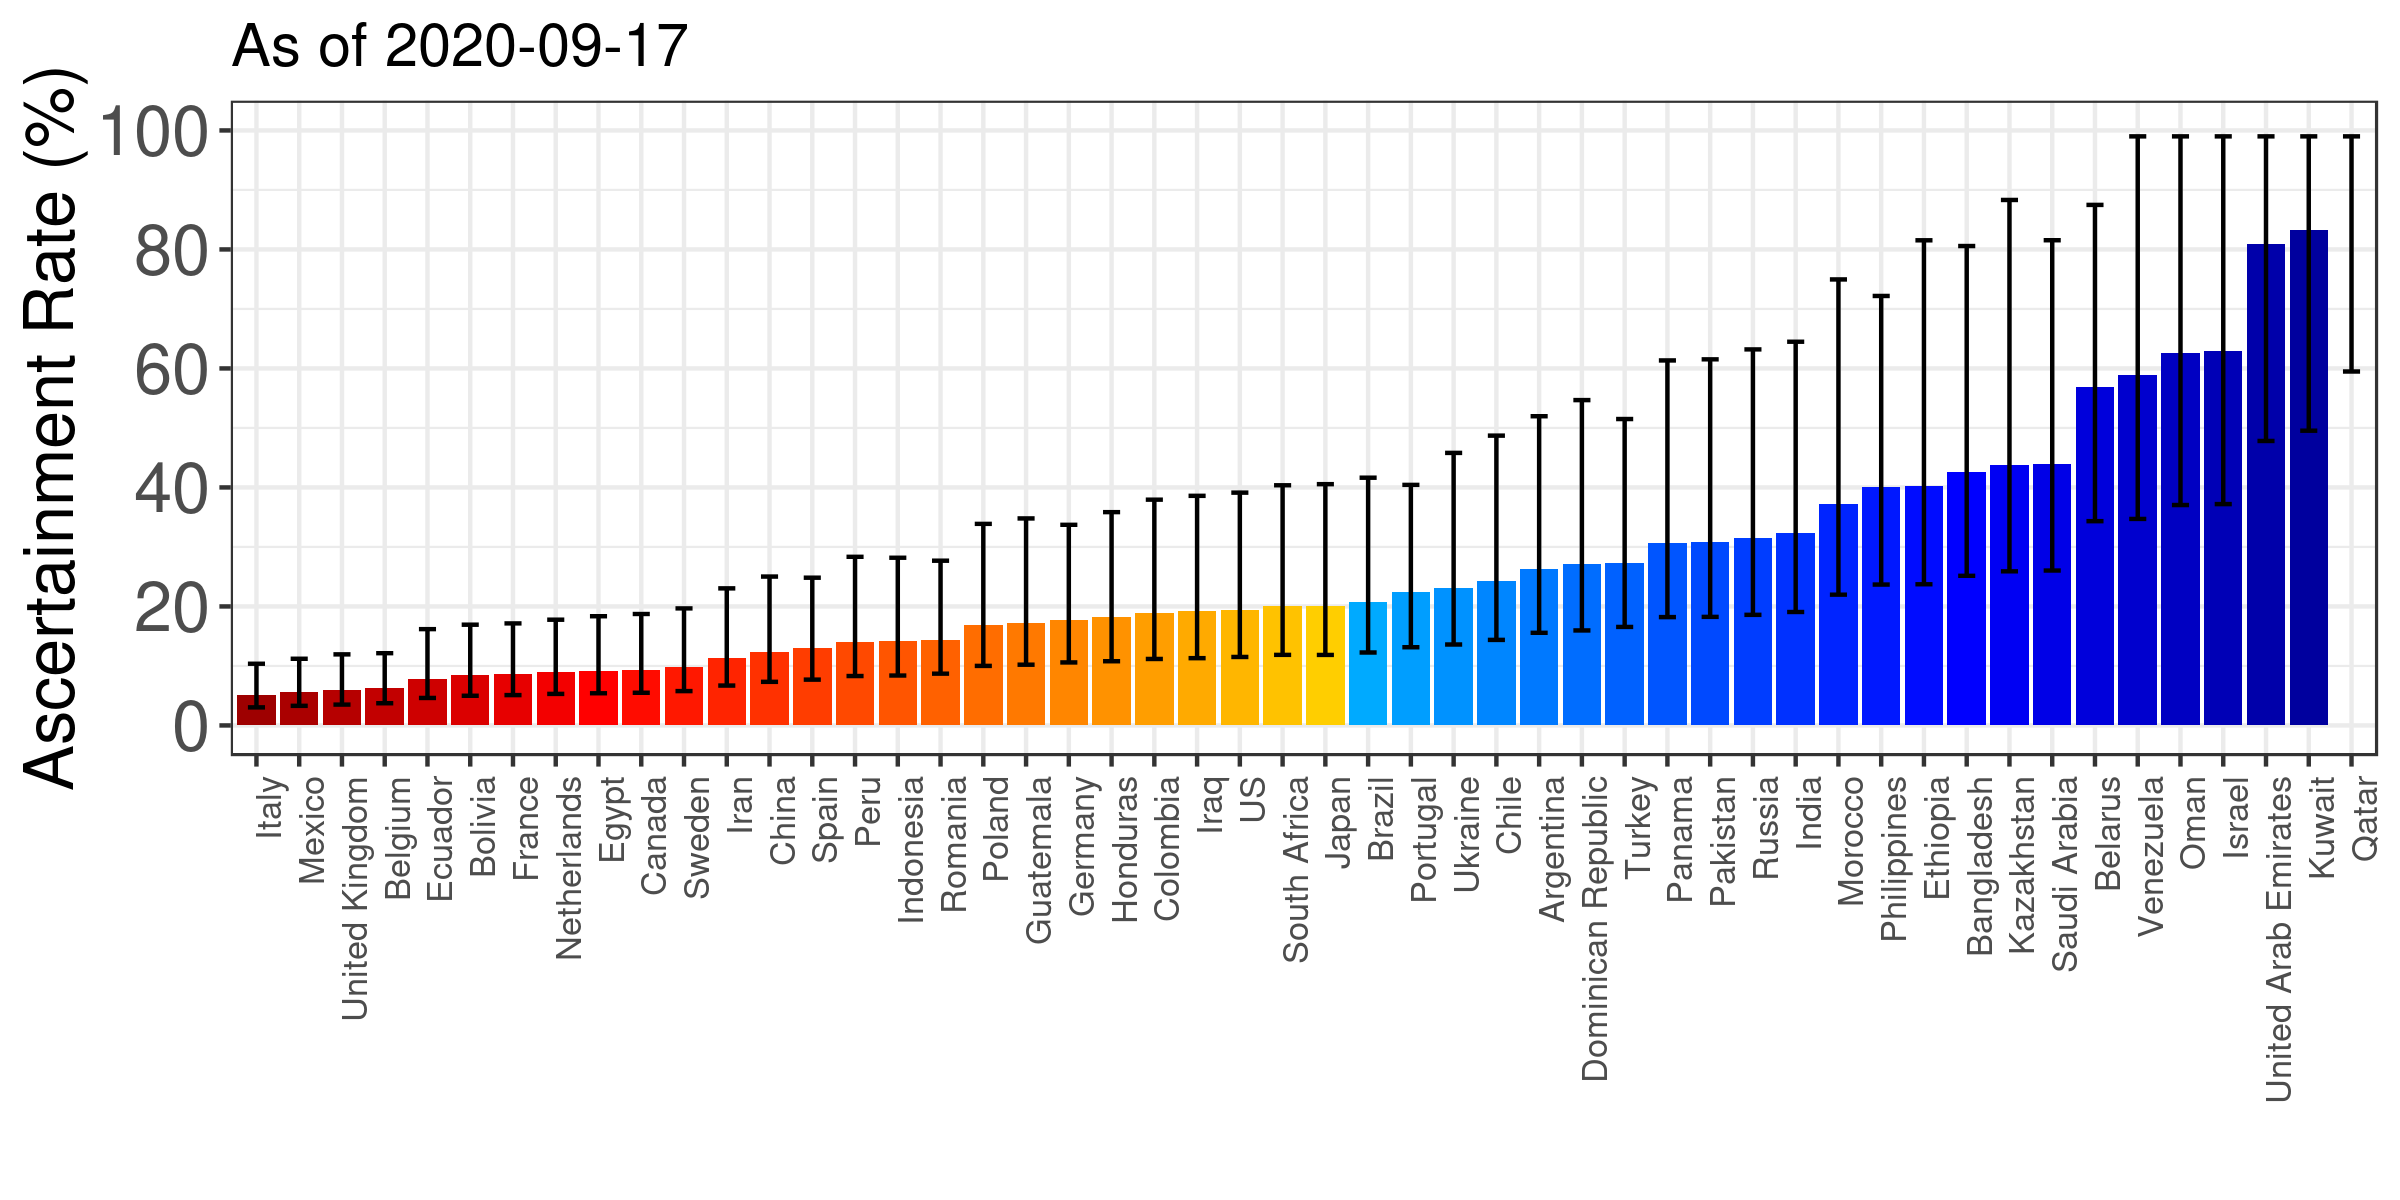 As of 2020-09-17
Ascertainment Rate (%)
100
80
60
40
20
0
Italy
Mexico
United Kingdom
Belgium
Ecuador
Bolivia
France
Netherlands
Egypt
Canada
Sweden
Iran
China
Spain
Peru
Indonesia
Romania
Poland
Guatemala
Germany
Honduras
Colombia
Iraq
US
South Africa
Japan
Brazil
Portugal
Ukraine
Chile
Argentina
Dominican Republic
Turkey
Panama
Pakistan
Russia
India
Morocco
Philippines
Ethiopia
Bangladesh
Kazakhstan
Saudi Arabia
Belarus
Venezuela
Oman
Israel
United Arab Emirates
Kuwait
Qatar